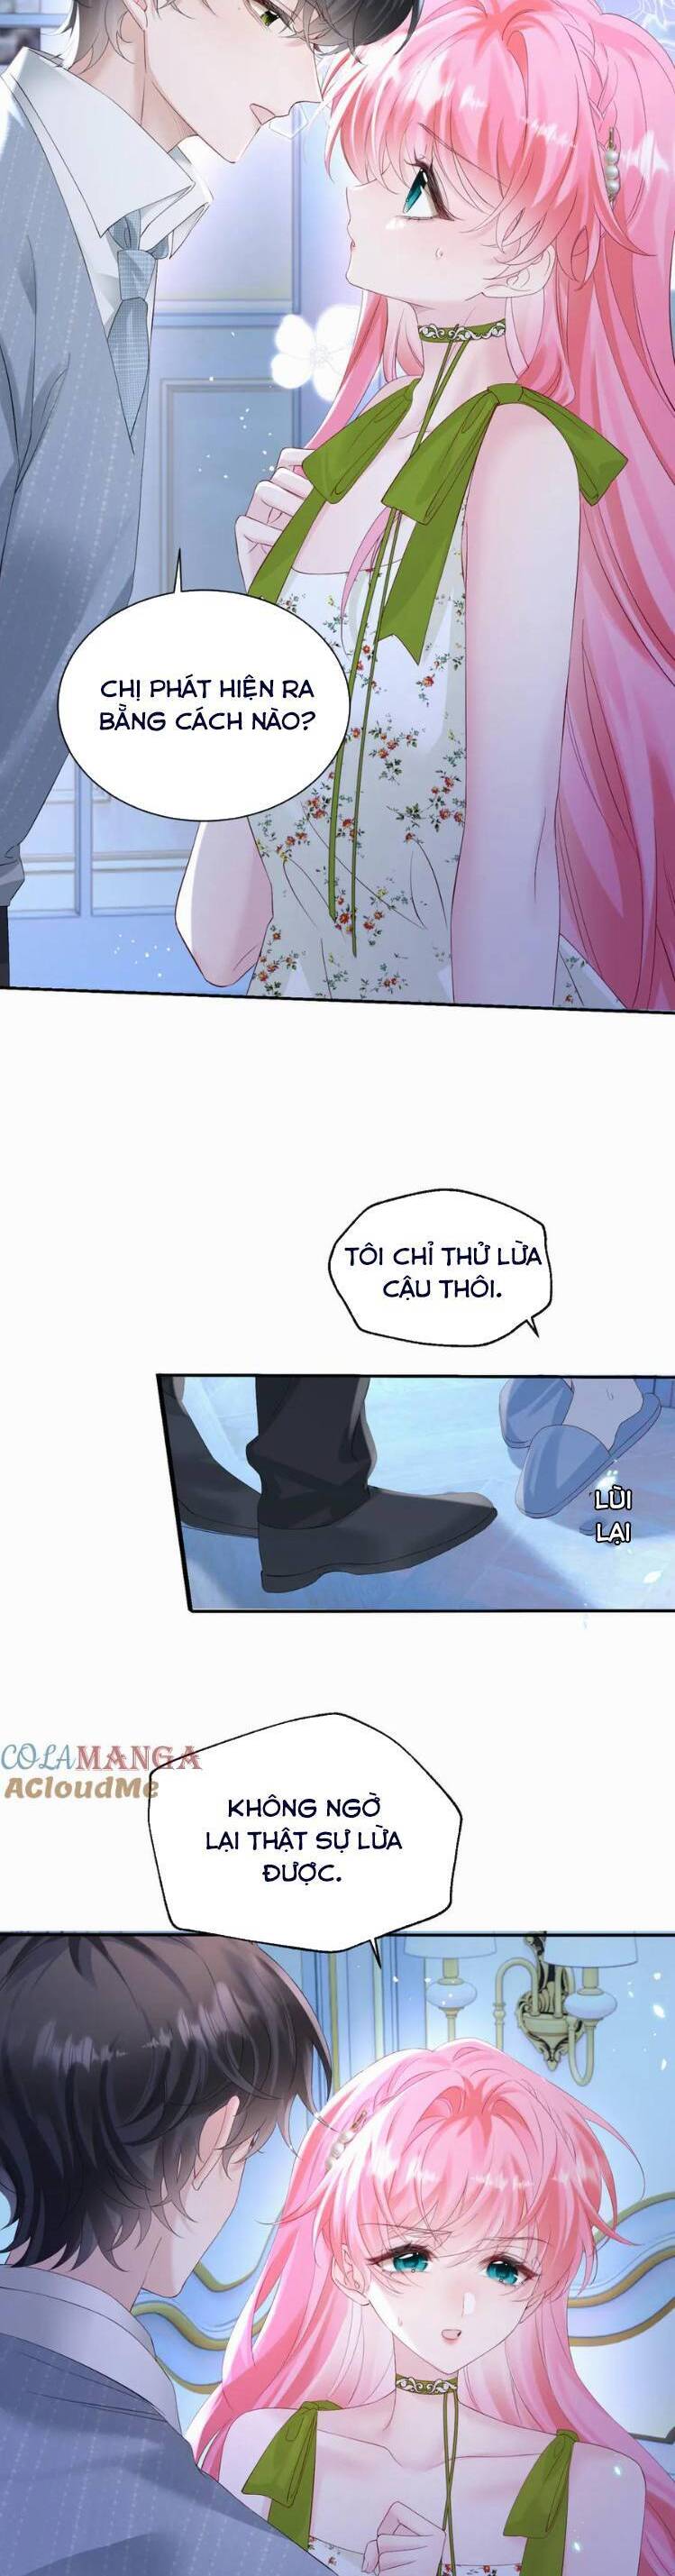 CHỊ PHÁT HIỆN RA
BẰNG CÁCH NÀO?
TÔI CHỈ THỬ LỪA
CẬU THÔI.
LÙI
LẠI
COLAMANGA
ACloudMe
KHÔNG NGỜ
LẠI THẬT SỰ LỪA
ĐƯỢC.